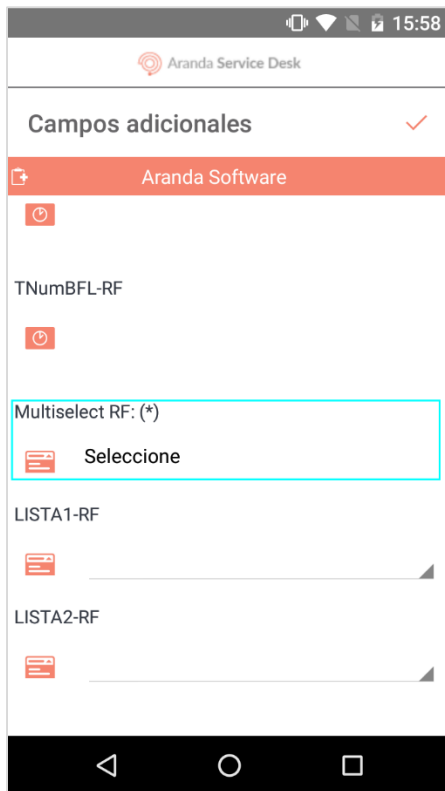 15:58
Aranda Service Desk
Campos adicionales
Aranda Software
TNumBFL-RF
Multiselect RF: (*)
Seleccione
LISTA1-RF
LISTA2-RF